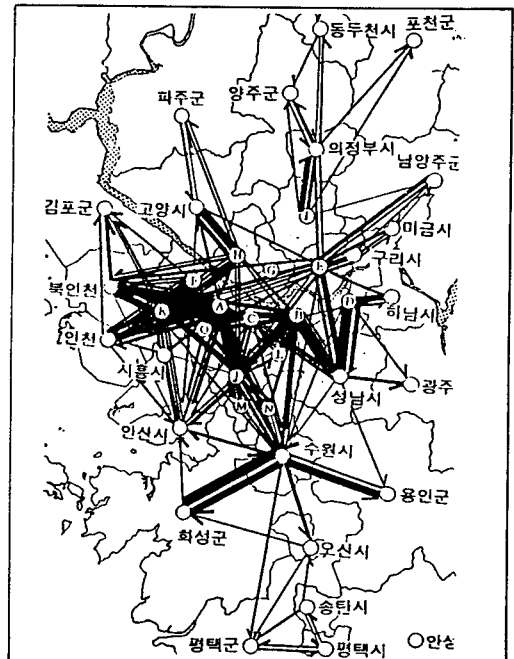 동두천시
포천군
양주군
파주군
의정부시
남양주군
I
김포군
고양시
미금시
H
G
E
구리시
북인천
F
D
하남시
K
A
B
인천
O
C
시흥시
L
J
성남시
광주
M
N
안산시
수원시
용인군
화성군
오산시
송탄시
평택군
평택시
안성